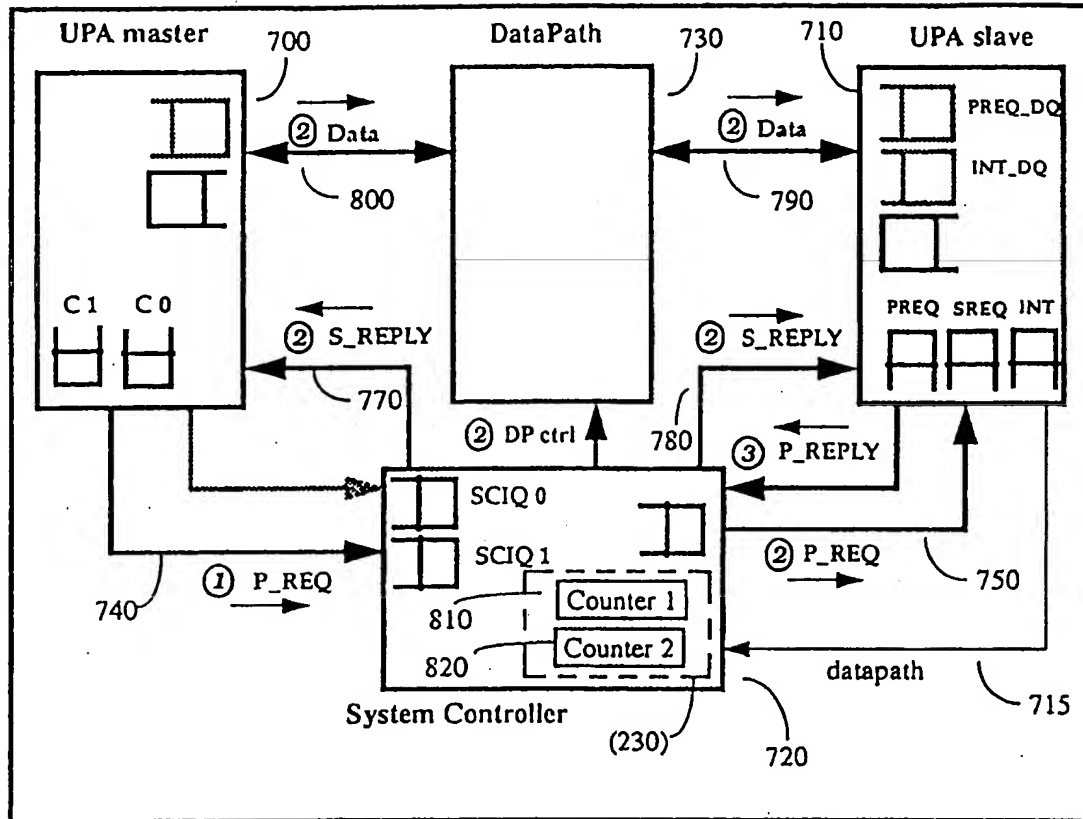 UPA master
700
DataPath
730
710
UPA slave
② Data
800
② Data
790
PREQ_DQ
INT_DQ
C 1
C 0
② S_REPLY
770
② S_REPLY
780
PREQ
SREQ
INT
② DP ctrl
③ P_REPLY
SCIQ 0
SCIQ 1
① P_REQ
740
② P_REQ
750
810
Counter 1
820
Counter 2
datapath
715
System Controller
(230)
720